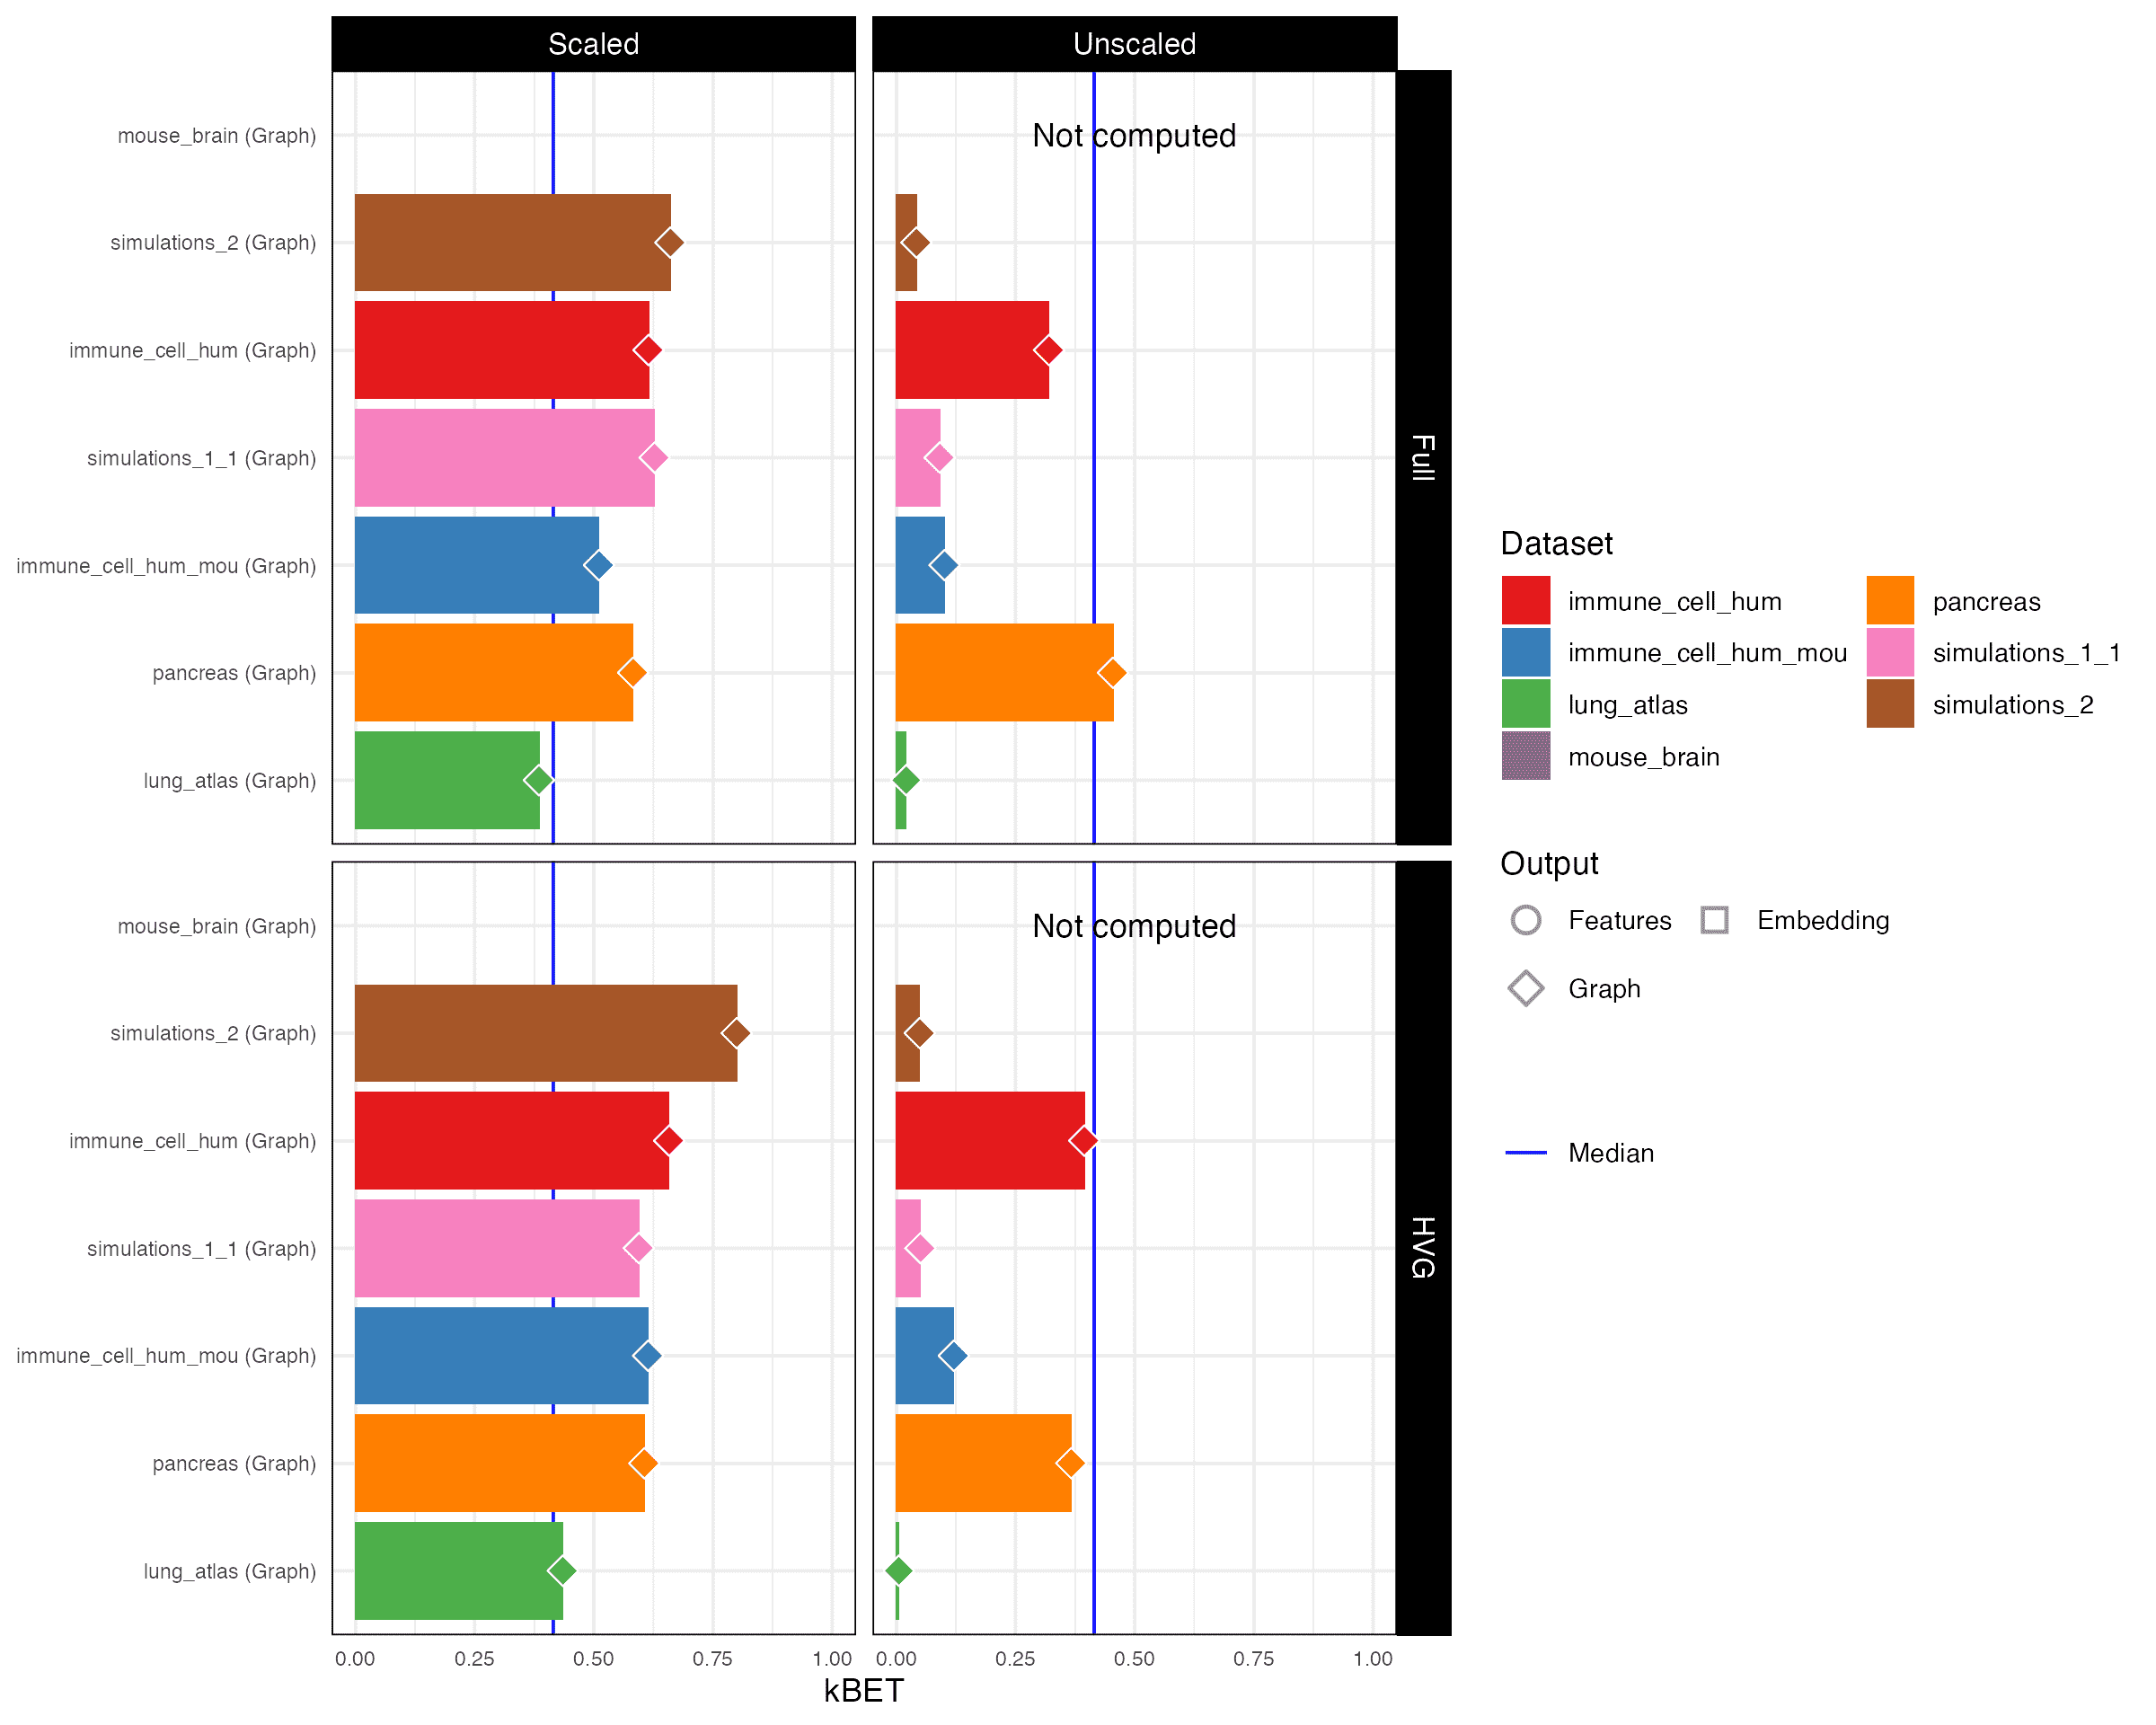 Scaled
Unscaled
mouse_brain (Graph)
Not computed
simulations_2 (Graph)
immune_cell_hum (Graph)
simulations_1_1 (Graph)
immune_cell_hum_mou (Graph)
pancreas (Graph)
lung_atlas (Graph)
Full
mouse_brain (Graph)
Not computed
simulations_2 (Graph)
immune_cell_hum (Graph)
simulations_1_1 (Graph)
immune_cell_hum_mou (Graph)
pancreas (Graph)
lung_atlas (Graph)
HVG
0.00 0.25 0.50 0.75 1.00
0.00 0.25 0.50 0.75 1.00
kBET
Dataset
immune_cell_hum
immune_cell_hum_mou
lung_atlas
mouse_brain
pancreas
simulations_1_1
simulations_2
Output
Features
Embedding
Graph
Median